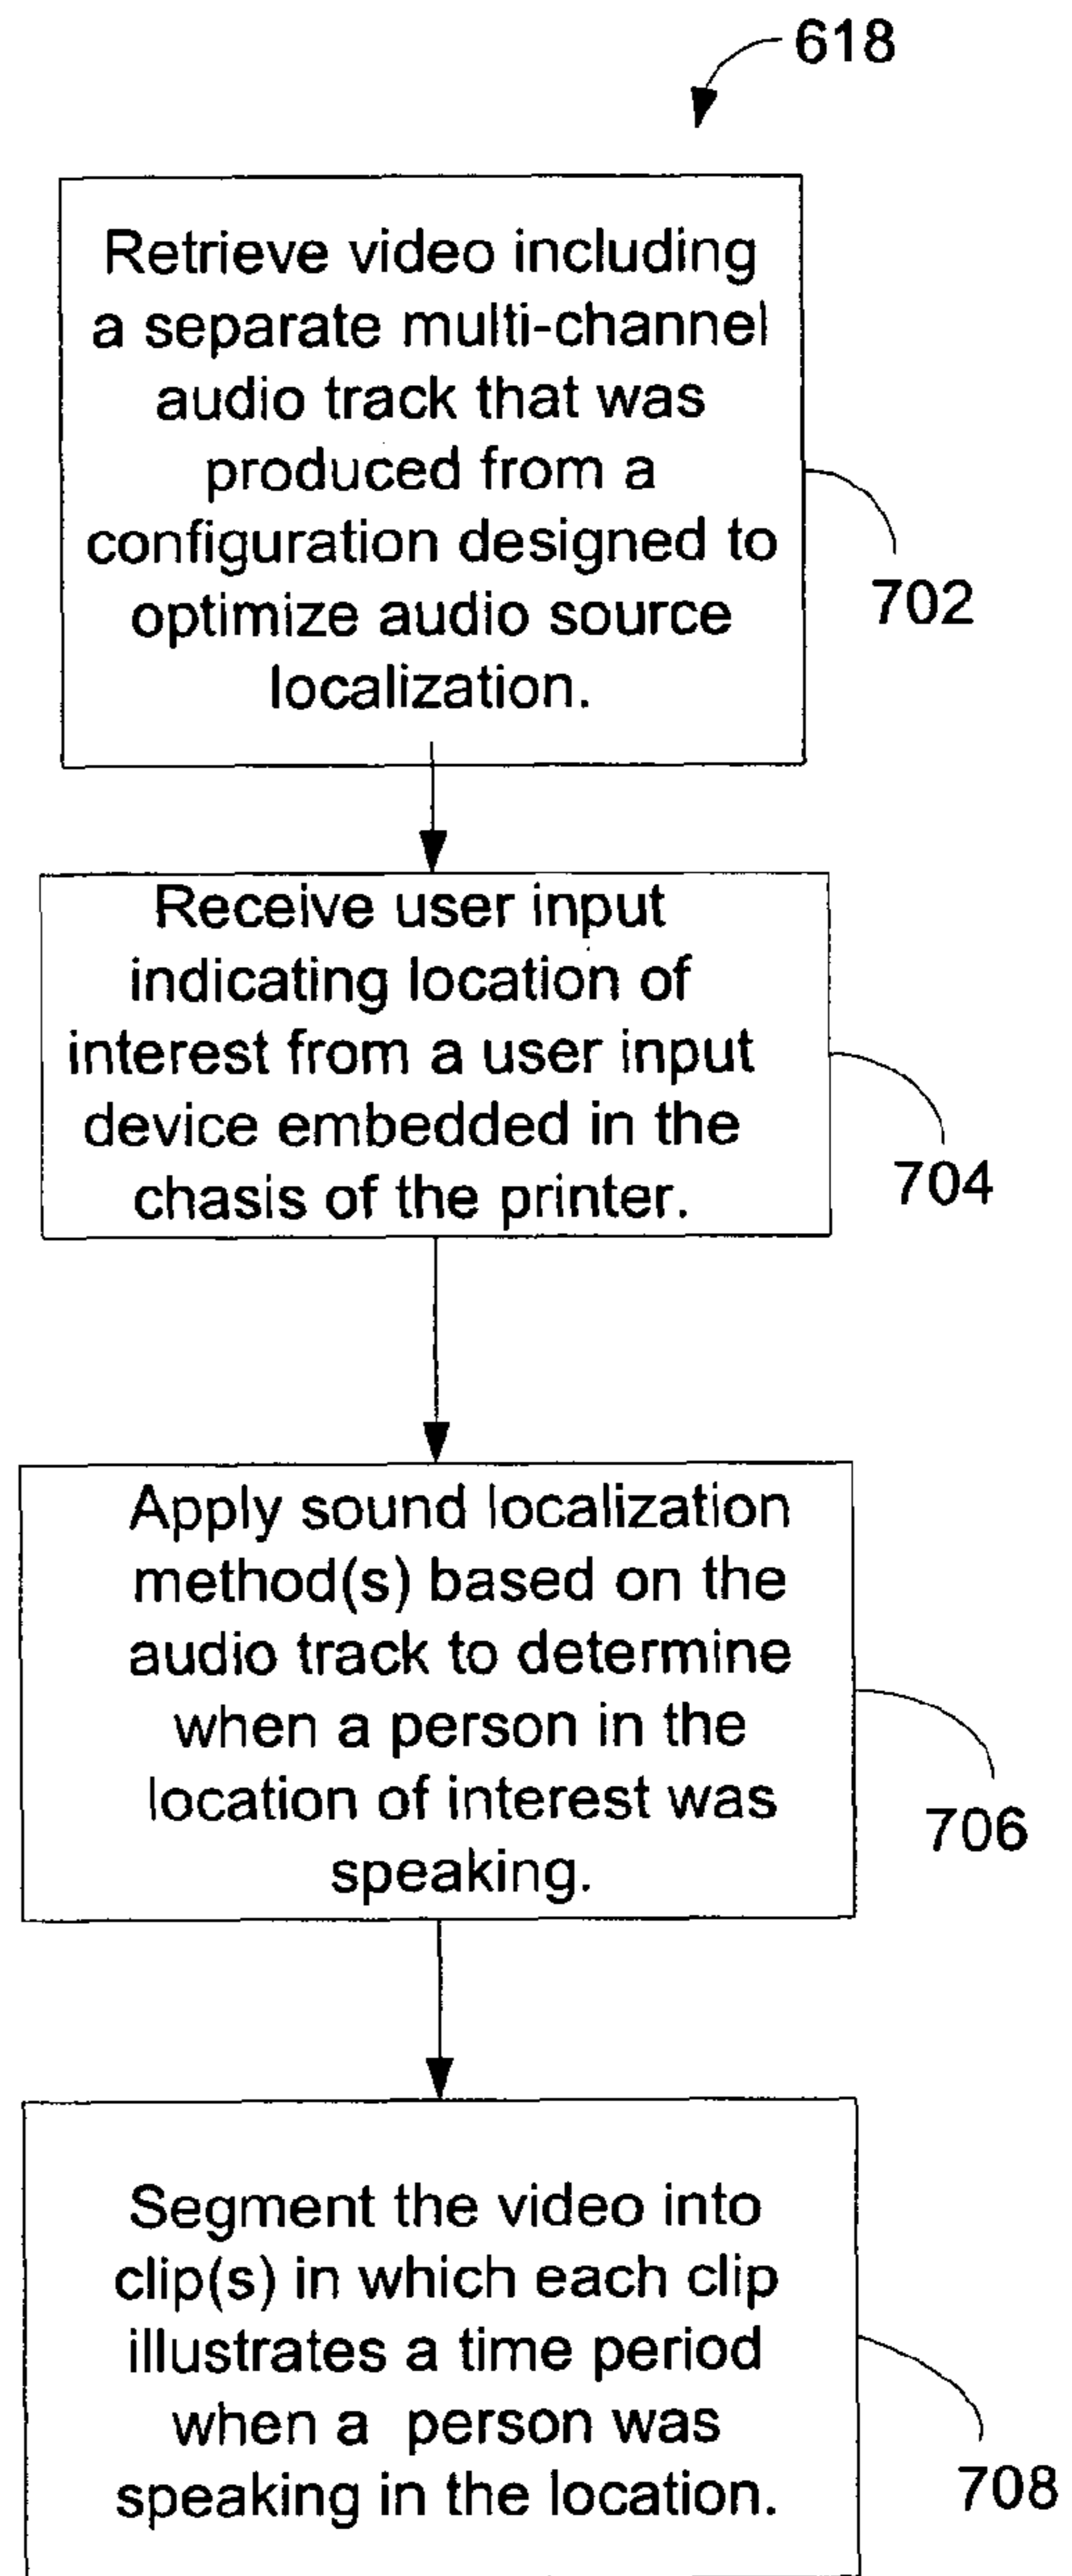 618
Retrieve video including
a separate multi-channel
audio track that was
produced from a
configuration designed to
optimize audio source
localization.
702
Receive user input
indicating location of
interest from a user input
device embedded in the
chasis of the printer.
704
Apply sound localization
method(s) based on the
audio track to determine
when a person in the
location of interest was
speaking.
706
Segment the video into
clip(s) in which each clip
illustrates a time period
when a person was
speaking in the location.
708